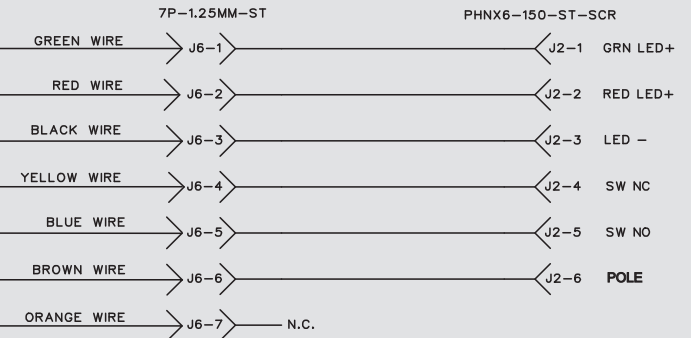 7P-1.25MM-ST PHNX6-150-ST-SCR
GREEN WIRE J6-1 J2-1 GRN LED+
RED WIRE J6-2 J2-2 RED LED+
BLACK WIRE J6-3 J2-3 LED -
YELLOW WIRE J6-4 J2-4 SW NC
BLUE WIRE J6-5 J2-5 SW NO
BROWN WIRE J6-6 J2-6 POLE
ORANGE WIRE J6-7 N.C.